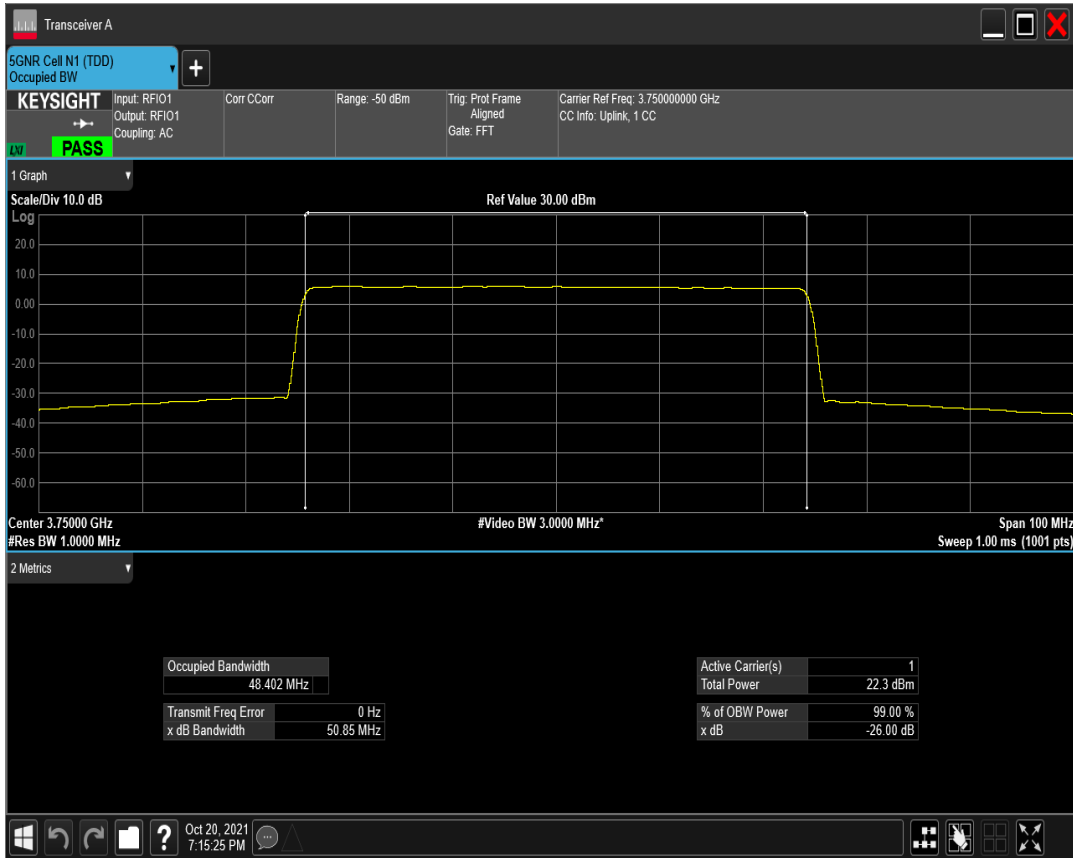 Transceiver A
5GNR Cell N1 (TDD)
Occupied BW
+
KEYSIGHT
LXI
PASS
Input: RFIO1
Output: RFIO1
Coupling: AC
Corr CCorr
Range: -50 dBm
Trig: Prot Frame
Aligned
Gate: FFT
Carrier Ref Freq: 3.750000000 GHz
CC Info: Uplink, 1 CC
1 Graph
Scale/Div 10.0 dB
Ref Value 30.00 dBm
Log
20.0
10.0
0.00
-10.0
-20.0
-30.0
-40.0
-50.0
-60.0
Center 3.75000 GHz
#Video BW 3.0000 MHz*
Span 100 MHz
#Res BW 1.0000 MHz
Sweep 1.00 ms (1001 pts)
2 Metrics
Occupied Bandwidth
48.402 MHz
Transmit Freq Error 0 Hz
x dB Bandwidth 50.85 MHz
Active Carrier(s) 1
Total Power 22.3 dBm
% of OBW Power 99.00 %
x dB -26.00 dB
?
Oct 20, 2021
7:15:25 PM